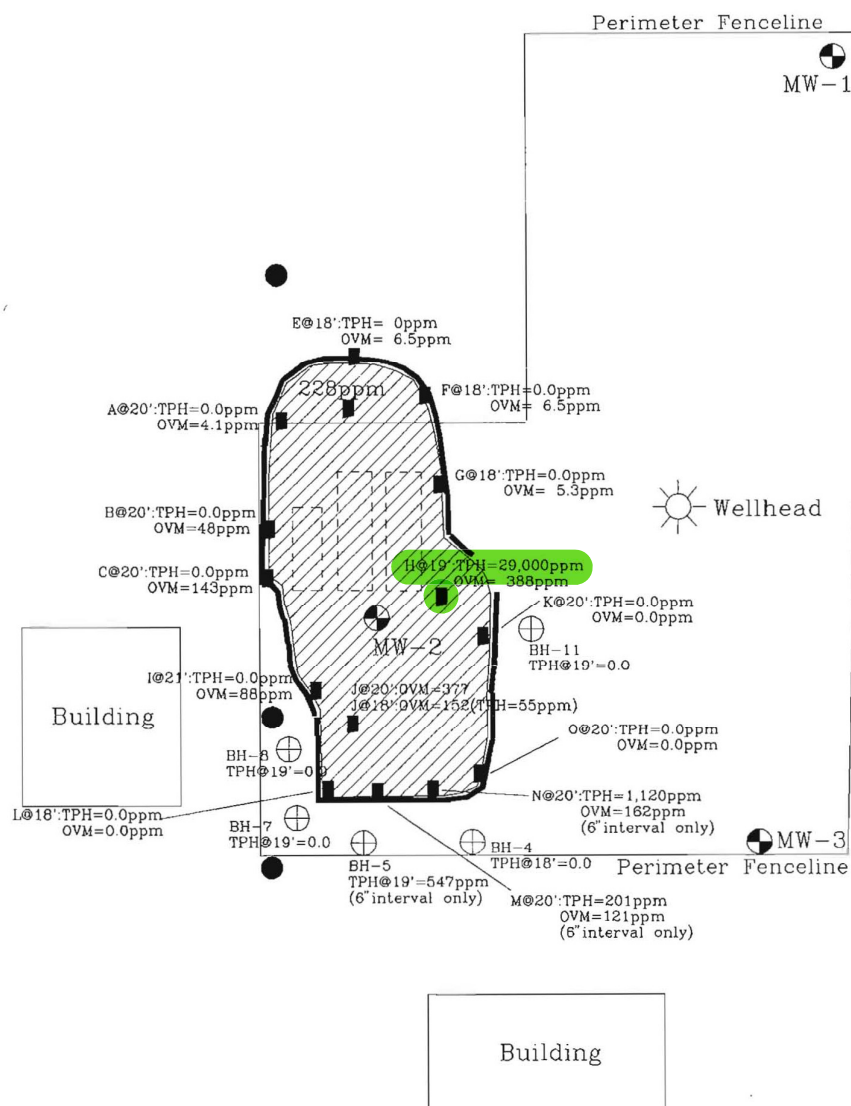 Perimeter Fenceline
MW-1
E@18':TPH= 0ppm
OVM= 6.5ppm
228ppm
F@18':TPH=0.0ppm
OVM= 6.5ppm
A@20':TPH=0.0ppm
OVM=4.1ppm
G@18':TPH=0.0ppm
OVM= 5.3ppm
B@20':TPH=0.0ppm
OVM=48ppm
Wellhead
H@19':TPH=29,000ppm
OVM= 388ppm
C@20':TPH=0.0ppm
OVM=143ppm
K@20':TPH=0.0ppm
OVM=0.0ppm
MW-2
BH-11
TPH@19'=0.0
I@21':TPH=0.0ppm
OVM=88ppm
J@20':OVM=377
J@18':OVM=152(TPH=55ppm)
Building
O@20':TPH=0.0ppm
OVM=0.0ppm
BH-8
TPH@19'=0.0
N@20':TPH=1,120ppm
OVM=162ppm
(6"interval only)
L@18':TPH=0.0ppm
OVM=0.0ppm
BH-7
TPH@19'=0.0
MW-3
BH-4
TPH@18'=0.0
Perimeter Fenceline
BH-5
TPH@19'=547ppm
(6"interval only)
M@20':TPH=201ppm
OVM=121ppm
(6"interval only)
Building